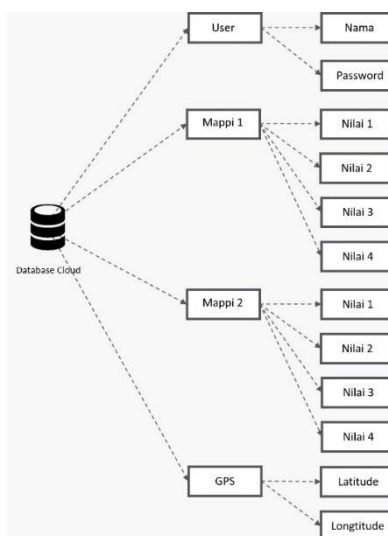 User
Nama
Password
Mappi 1
Nilai 1
Nilai 2
Nilai 3
Nilai 4
Database Cloud
Mappi 2
Nilai 1
Nilai 2
Nilai 3
Nilai 4
GPS
Latitude
Longtitude